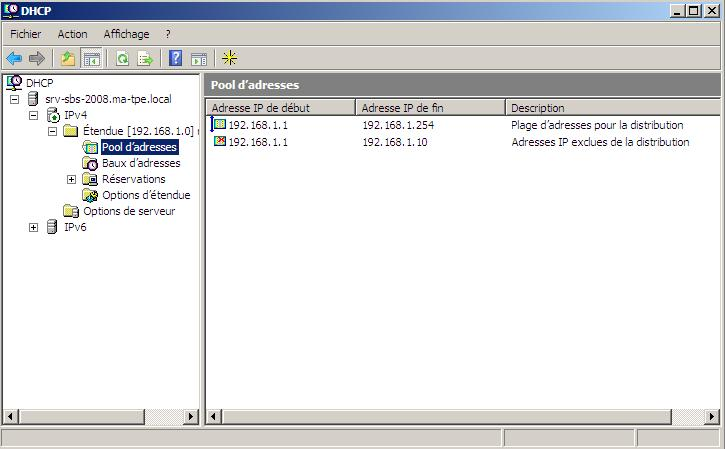 DHCP
Fichier Action Affichage ?
DHCP
srv-sbs-2008.ma-tpe.local
IPv4
Étendue [192.168.1.0]
Pool d'adresses
Baux d'adresses
Réservations
Options d'étendue
Options de serveur
IPv6
Pool d'adresses
Adresse IP de début Adresse IP de fin Description
192.168.1.1 192.168.1.254 Plage d'adresses pour la distribution
192.168.1.1 192.168.1.10 Adresses IP exclues de la distribution